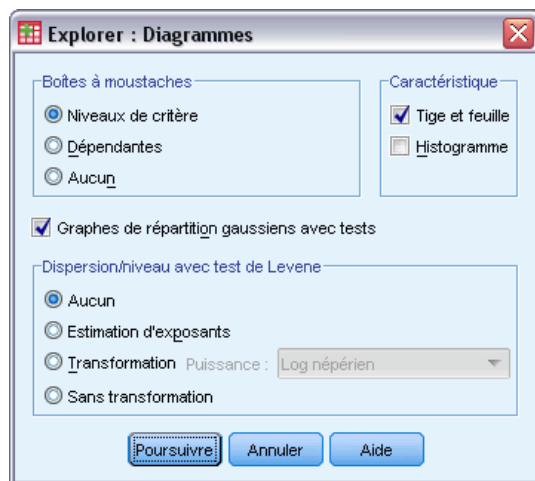 Explorer : Diagrammes
Boîtes à moustaches
Niveaux de critère
Dépendantes
Aucun
Caractéristique
Tige et feuille
Histogramme
Graphes de répartition gaussiens avec tests
Dispersion/niveau avec test de Levene
Aucun
Estimation d'exposants
Transformation Puissance : Log népérien
Sans transformation
Poursuivre Annuler Aide